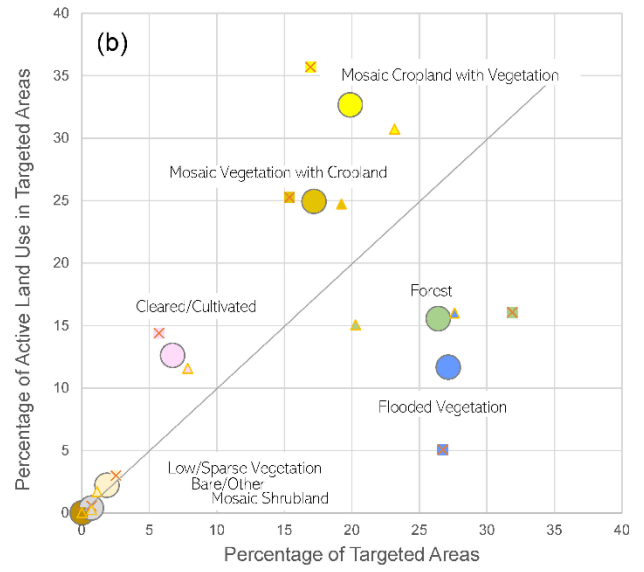 (b)
40
35
30
25
20
15
10
5
0
Percentage of Active Land Use in Targeted Areas
Mosaic Cropland with Vegetation
Mosaic Vegetation with Cropland
Forest
Cleared/Cultivated
Flooded Vegetation
Low/Sparse Vegetation
Bare/Other
Mosaic Shrubland
0 5 10 15 20 25 30 35 40
Percentage of Targeted Areas